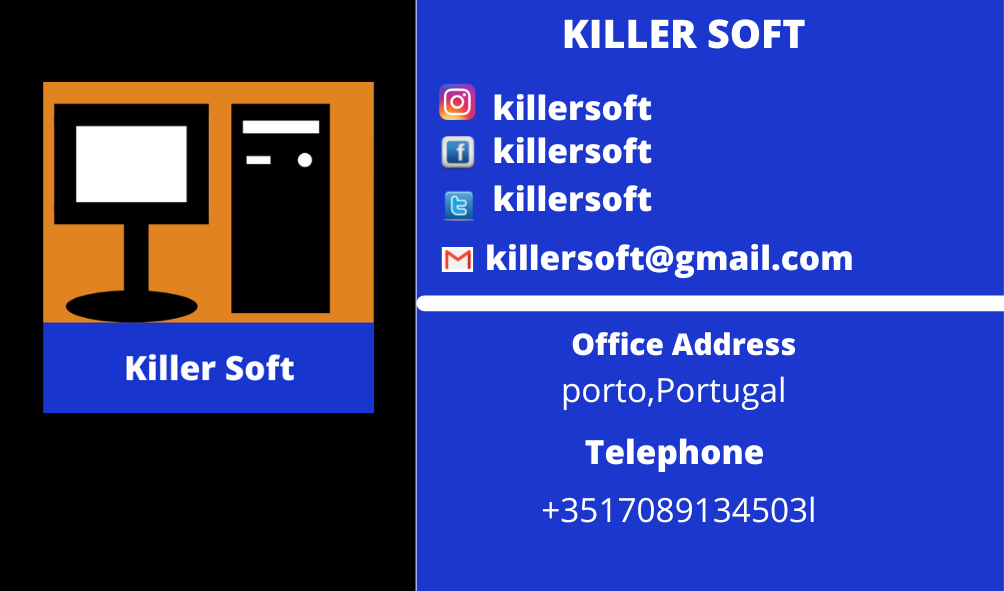 Killer Soft
KILLER SOFT
killersoft
killersoft
killersoft
killersoft@gmail.com
Office Address
porto,Portugal
Telephone
+3517089134503l